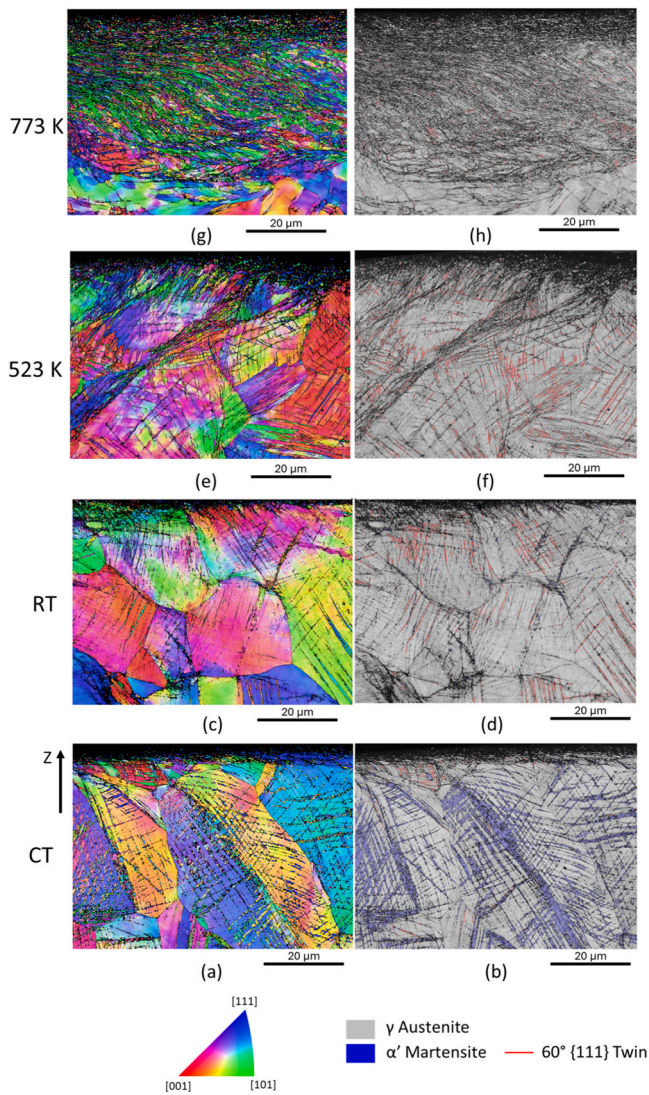 773 K
20 μm
20 μm
(g)
(h)
523 K
20 μm
20 μm
(e)
(f)
RT
20 μm
20 μm
(c)
(d)
Z
CT
20 μm
20 μm
(a)
(b)
[111]
[001]
[101]
γ Austenite
α’ Martensite
60° {111} Twin